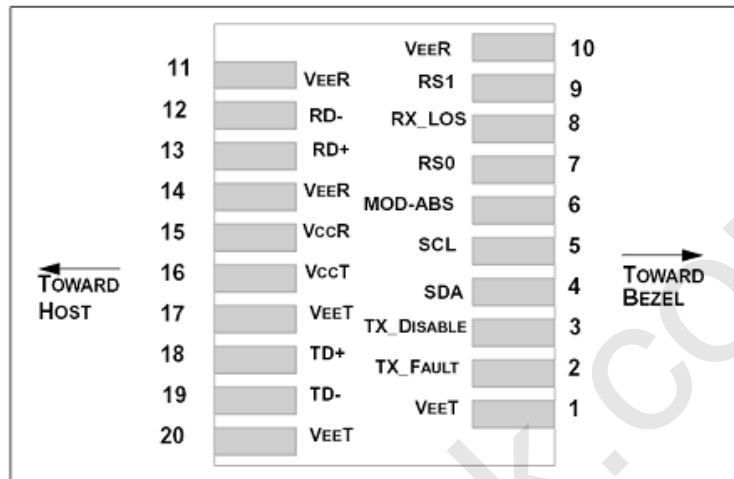 11 VEER
12 RD-
13 RD+
14 VEER
15 VCCR
16 VCCT
17 VEET
18 TD+
19 TD-
20 VEET
VEER 10
RS1 9
RX_LOS 8
RS0 7
MOD-ABS 6
SCL 5
SDA 4
TX_DISABLE 3
TX_FAULT 2
VEET 1
TOWARD
HOST
TOWARD
BEZEL